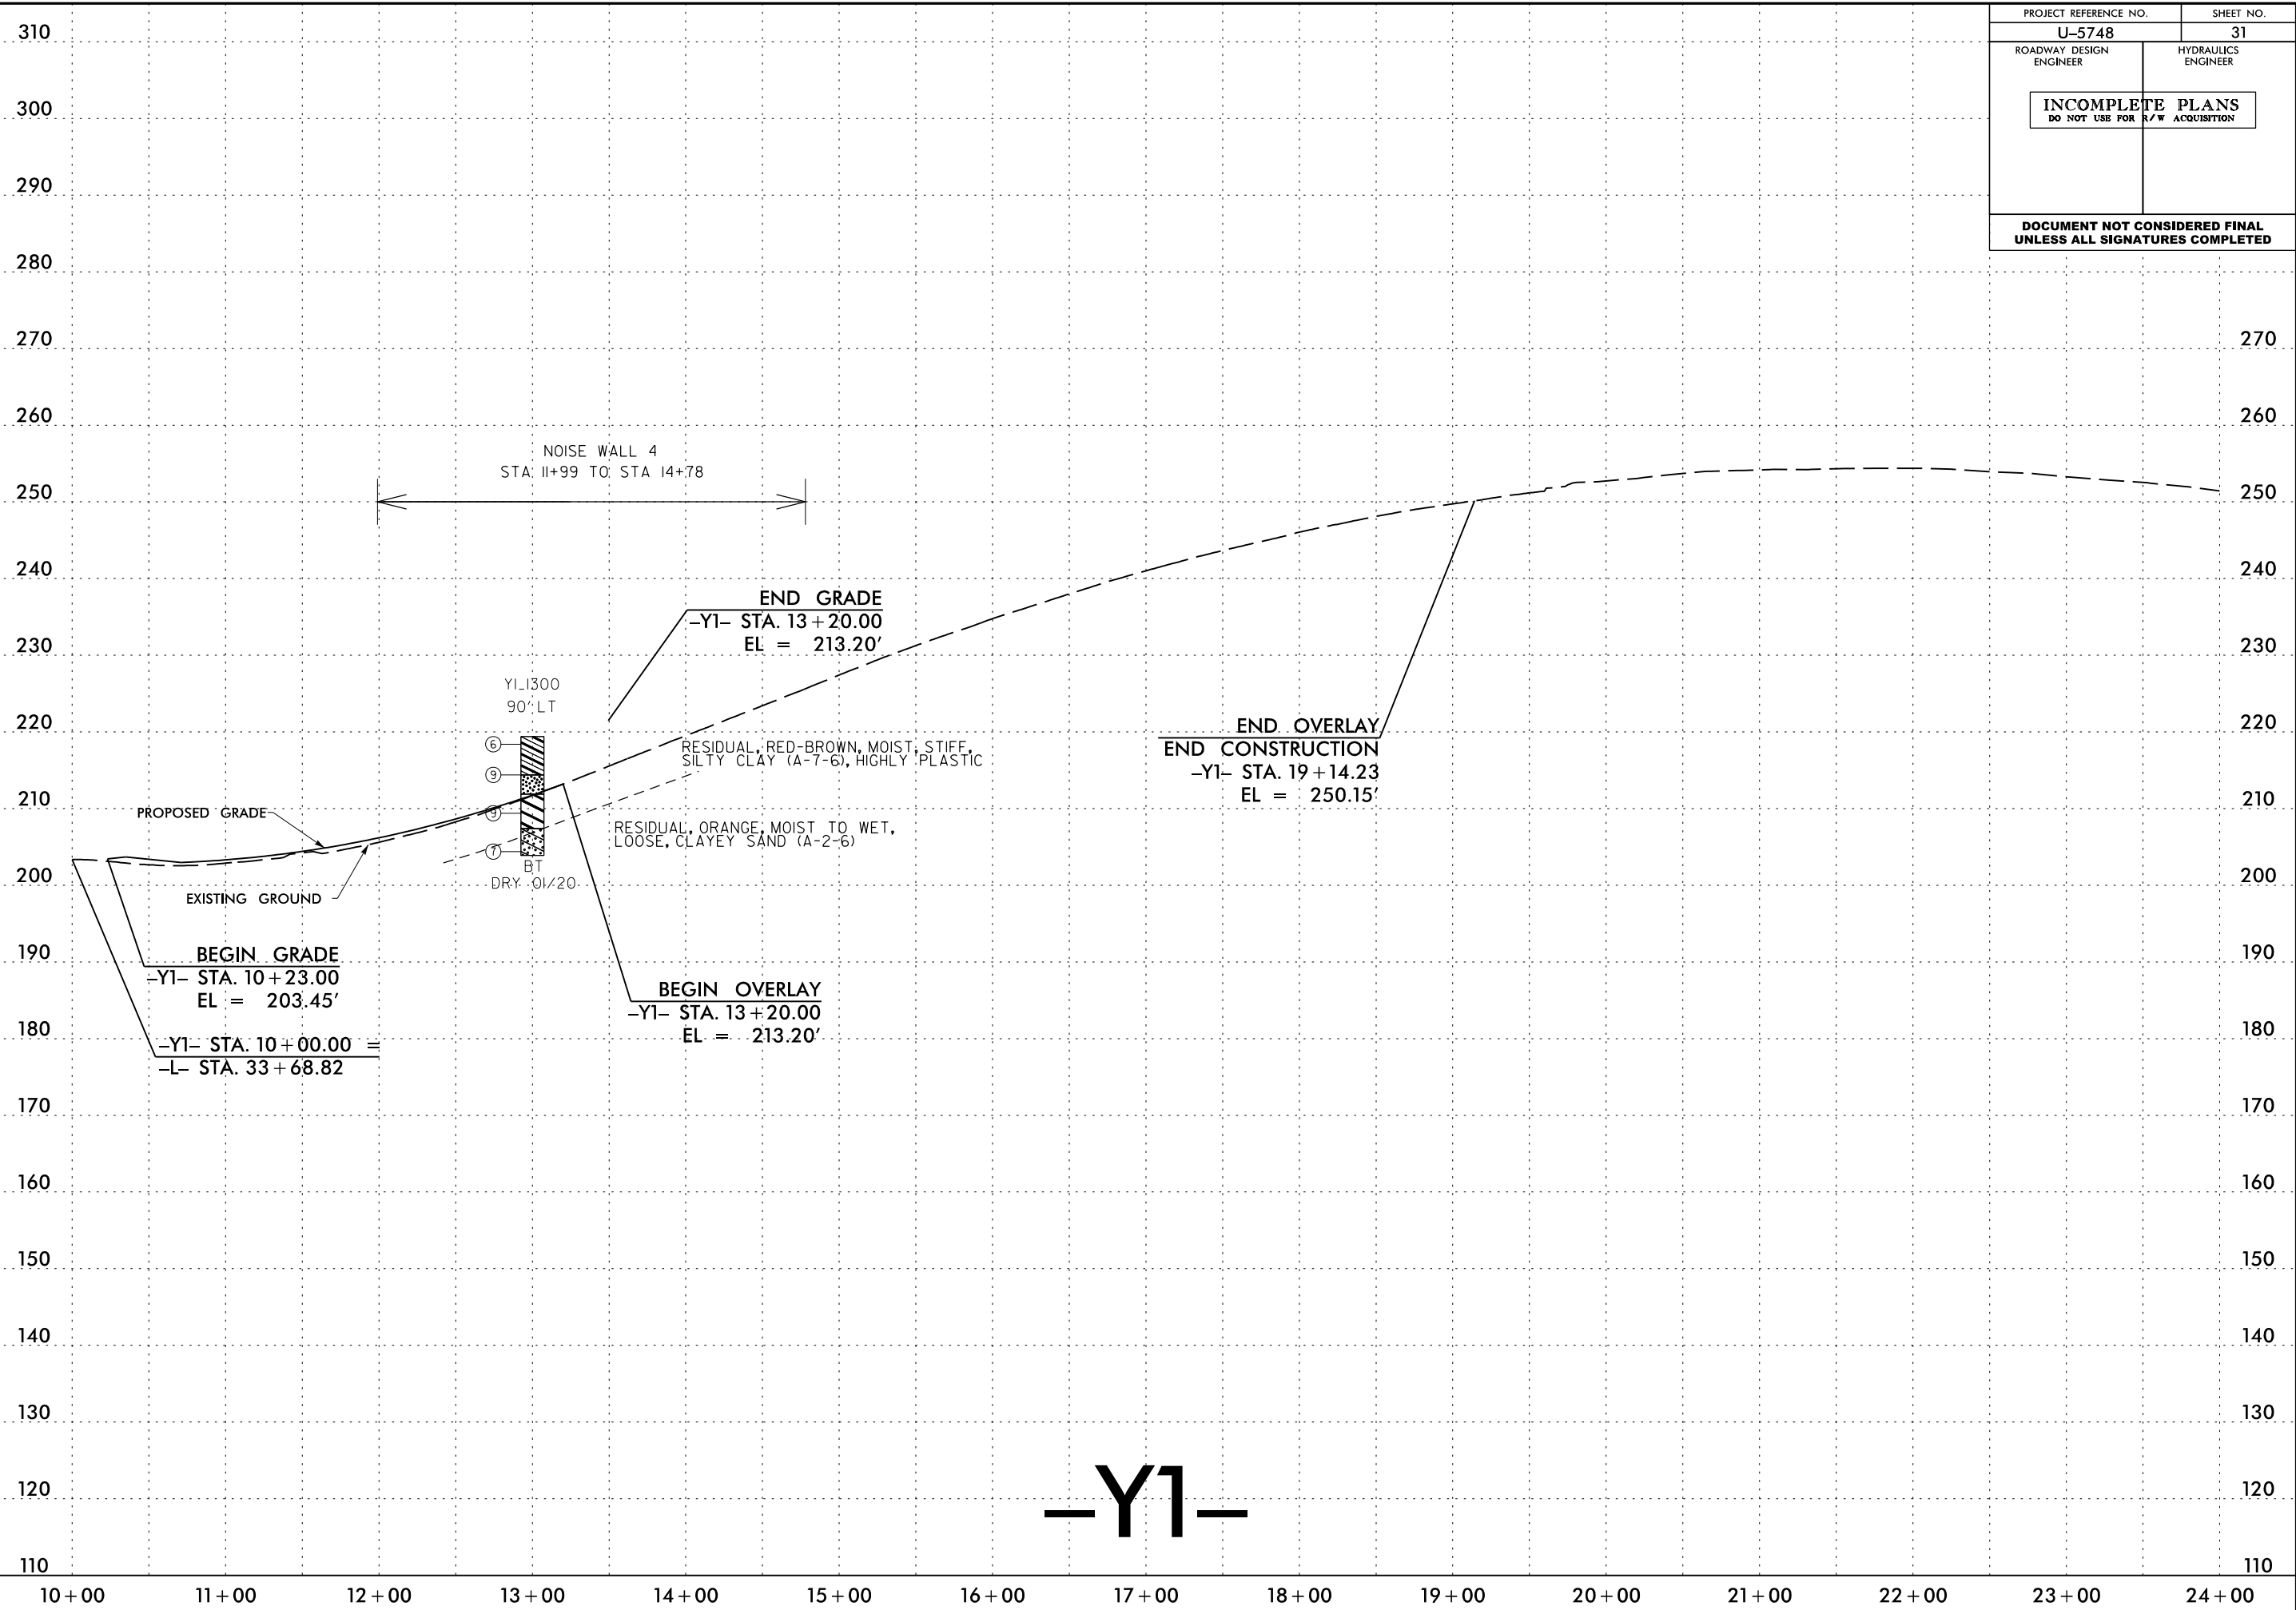 PROJECT REFERENCE NO. SHEET NO.
U–5748 31
ROADWAY DESIGN ENGINEER
HYDRAULICS ENGINEER
INCOMPLETE PLANS
DO NOT USE FOR R/W ACQUISITION
DOCUMENT NOT CONSIDERED FINAL
UNLESS ALL SIGNATURES COMPLETED
310
300
290
280
270 270
260 260
NOISE WALL 4
STA 11+99 TO STA 14+78
250 250
240 240
END GRADE
–Y1– STA. 13+20.00
EL = 213.20'
230 230
Y1_1300
90' LT
220 220
END OVERLAY
END CONSTRUCTION
–Y1– STA. 19+14.23
EL = 250.15'
6
9
9
7
RESIDUAL, RED-BROWN, MOIST, STIFF,
SILTY CLAY (A-7-6), HIGHLY PLASTIC
210 210
PROPOSED GRADE
RESIDUAL, ORANGE, MOIST TO WET,
LOOSE, CLAYEY SAND (A-2-6)
BT
DRY 01/20
200 200
EXISTING GROUND
190 190
BEGIN GRADE
–Y1– STA. 10+23.00
EL = 203.45'
BEGIN OVERLAY
–Y1– STA. 13+20.00
EL = 213.20'
180 180
–Y1– STA. 10+00.00 =
–L– STA. 33+68.82
170 170
160 160
150 150
140 140
130 130
120 120
–Y1–
110 110
10+00 11+00 12+00 13+00 14+00 15+00 16+00 17+00 18+00 19+00 20+00 21+00 22+00 23+00 24+00